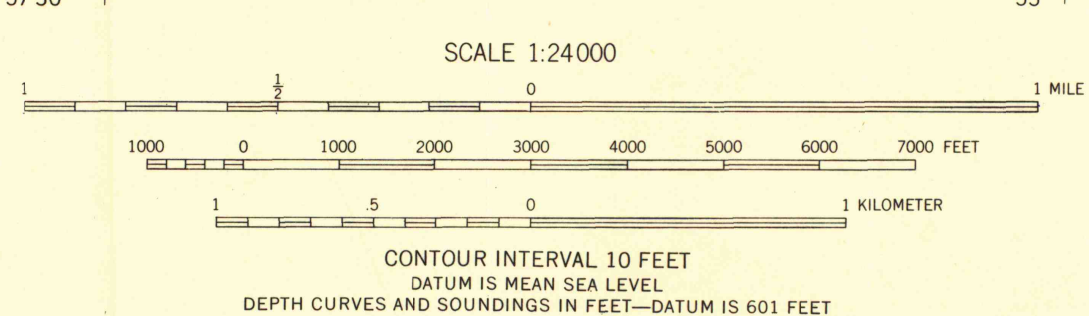 SCALE 1:24000
1 ½ 0 1 MILE
1000 0 1000 2000 3000 4000 5000 6000 7000 FEET
1 .5 0 1 KILOMETER
CONTOUR INTERVAL 10 FEET
DATUM IS MEAN SEA LEVEL
DEPTH CURVES AND SOUNDINGS IN FEET—DATUM IS 601 FEET